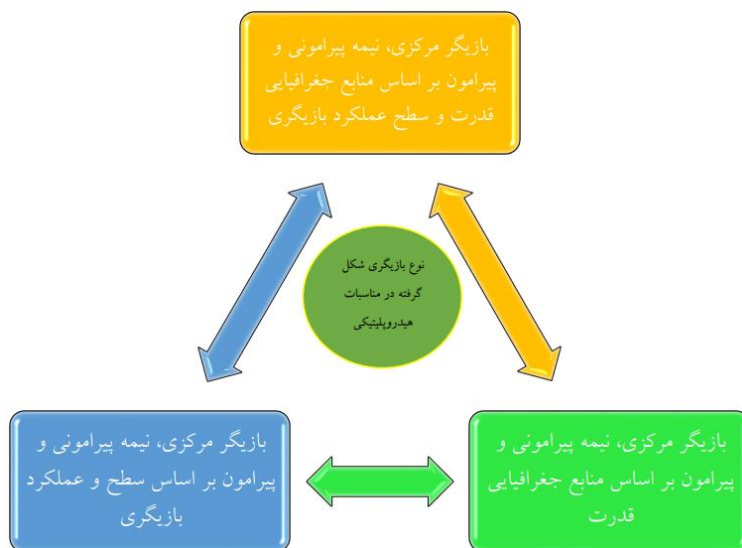 بازیگر مرکزی، نیمه پیرامونی و
پیرامون بر اساس منابع جغرافیایی
قدرت و سطح عملکرد بازیگری
نوع بازیگری شکل
گرفته در مناسبات
هیدروپلیتیکی
بازیگر مرکزی، نیمه پیرامونی و
پیرامون بر اساس منابع جغرافیایی
قدرت
بازیگر مرکزی، نیمه پیرامونی و
پیرامون بر اساس سطح و عملکرد
بازیگری